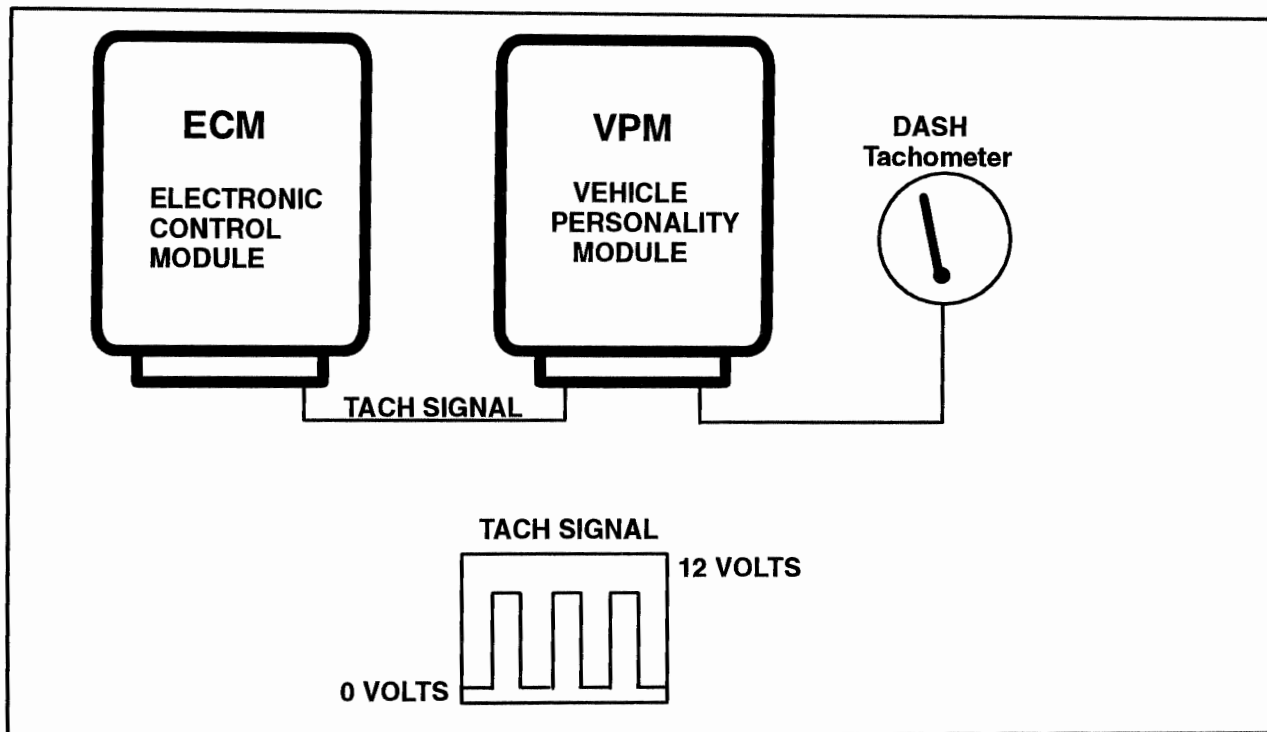 ECM
ELECTRONIC
CONTROL
MODULE
VPM
VEHICLE
PERSONALITY
MODULE
DASH
Tachometer
TACH SIGNAL
TACH SIGNAL
12 VOLTS
0 VOLTS